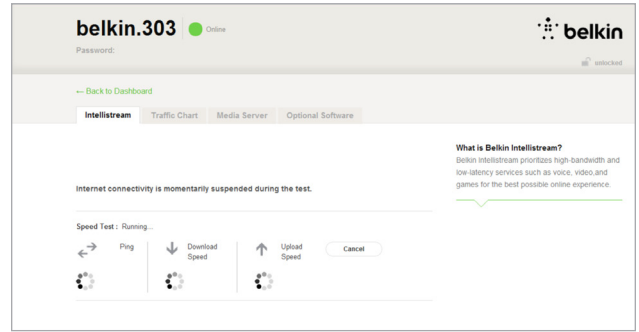 belkin.303 Online
Password:
belkin
unlocked
← Back to Dashboard
Intellistream Traffic Chart Media Server Optional Software
Internet connectivity is momentarily suspended during the test.
Speed Test : Running...
Ping
Download
Speed
Upload
Speed
Cancel
What is Belkin Intellistream?
Belkin Intellistream prioritizes high-bandwidth and
low-latency services such as voice, video,and
games for the best possible online experience.